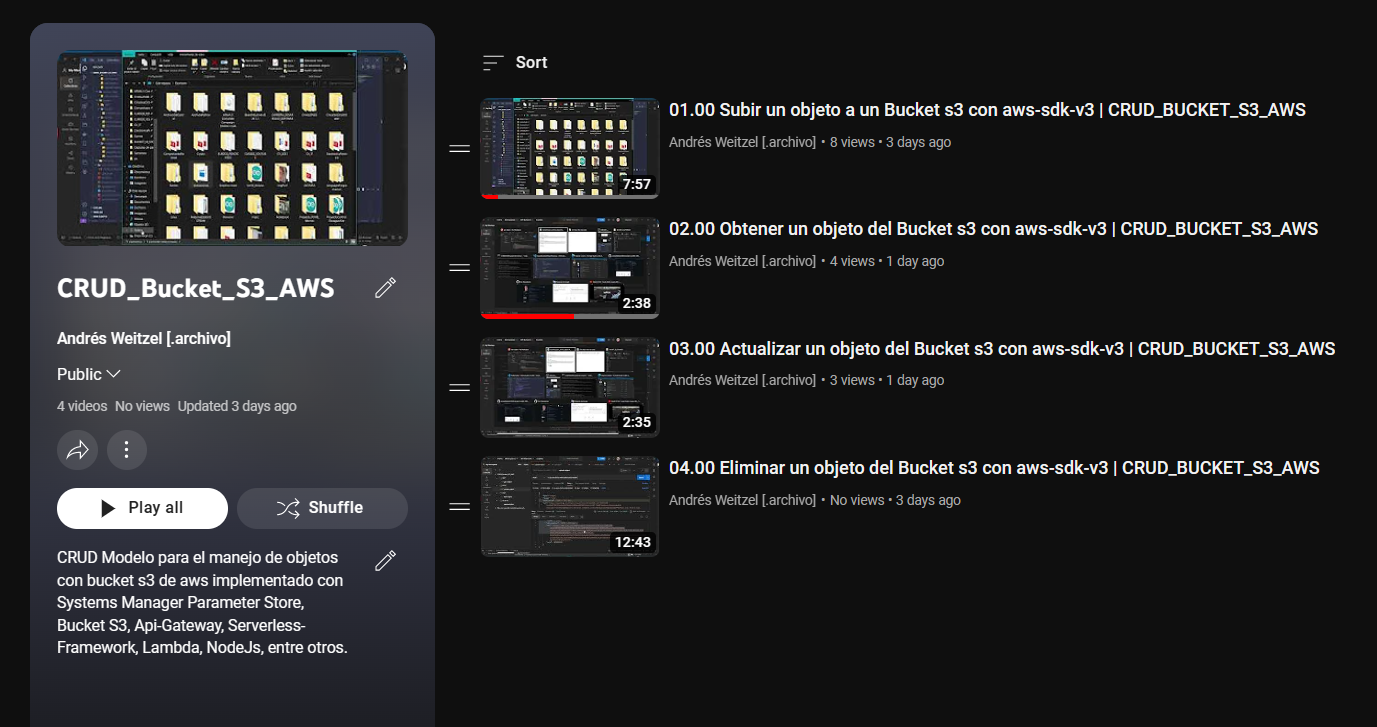 CRUD_Bucket_S3_AWS
Andrés Weitzel [.archivo]
Public
4 videos No views Updated 3 days ago
Play all
Shuffle
CRUD Modelo para el manejo de objetos
con bucket s3 de aws implementado con
Systems Manager Parameter Store,
Bucket S3, Api-Gateway, Serverless-
Framework, Lambda, NodeJs, entre otros.
Sort
01.00 Subir un objeto a un Bucket s3 con aws-sdk-v3 | CRUD_BUCKET_S3_AWS
Andrés Weitzel [.archivo] • 8 views • 3 days ago
7:57
02.00 Obtener un objeto del Bucket s3 con aws-sdk-v3 | CRUD_BUCKET_S3_AWS
Andrés Weitzel [.archivo] • 4 views • 1 day ago
2:38
03.00 Actualizar un objeto del Bucket s3 con aws-sdk-v3 | CRUD_BUCKET_S3_AWS
Andrés Weitzel [.archivo] • 3 views • 1 day ago
2:35
04.00 Eliminar un objeto del Bucket s3 con aws-sdk-v3 | CRUD_BUCKET_S3_AWS
Andrés Weitzel [.archivo] • No views • 3 days ago
12:43